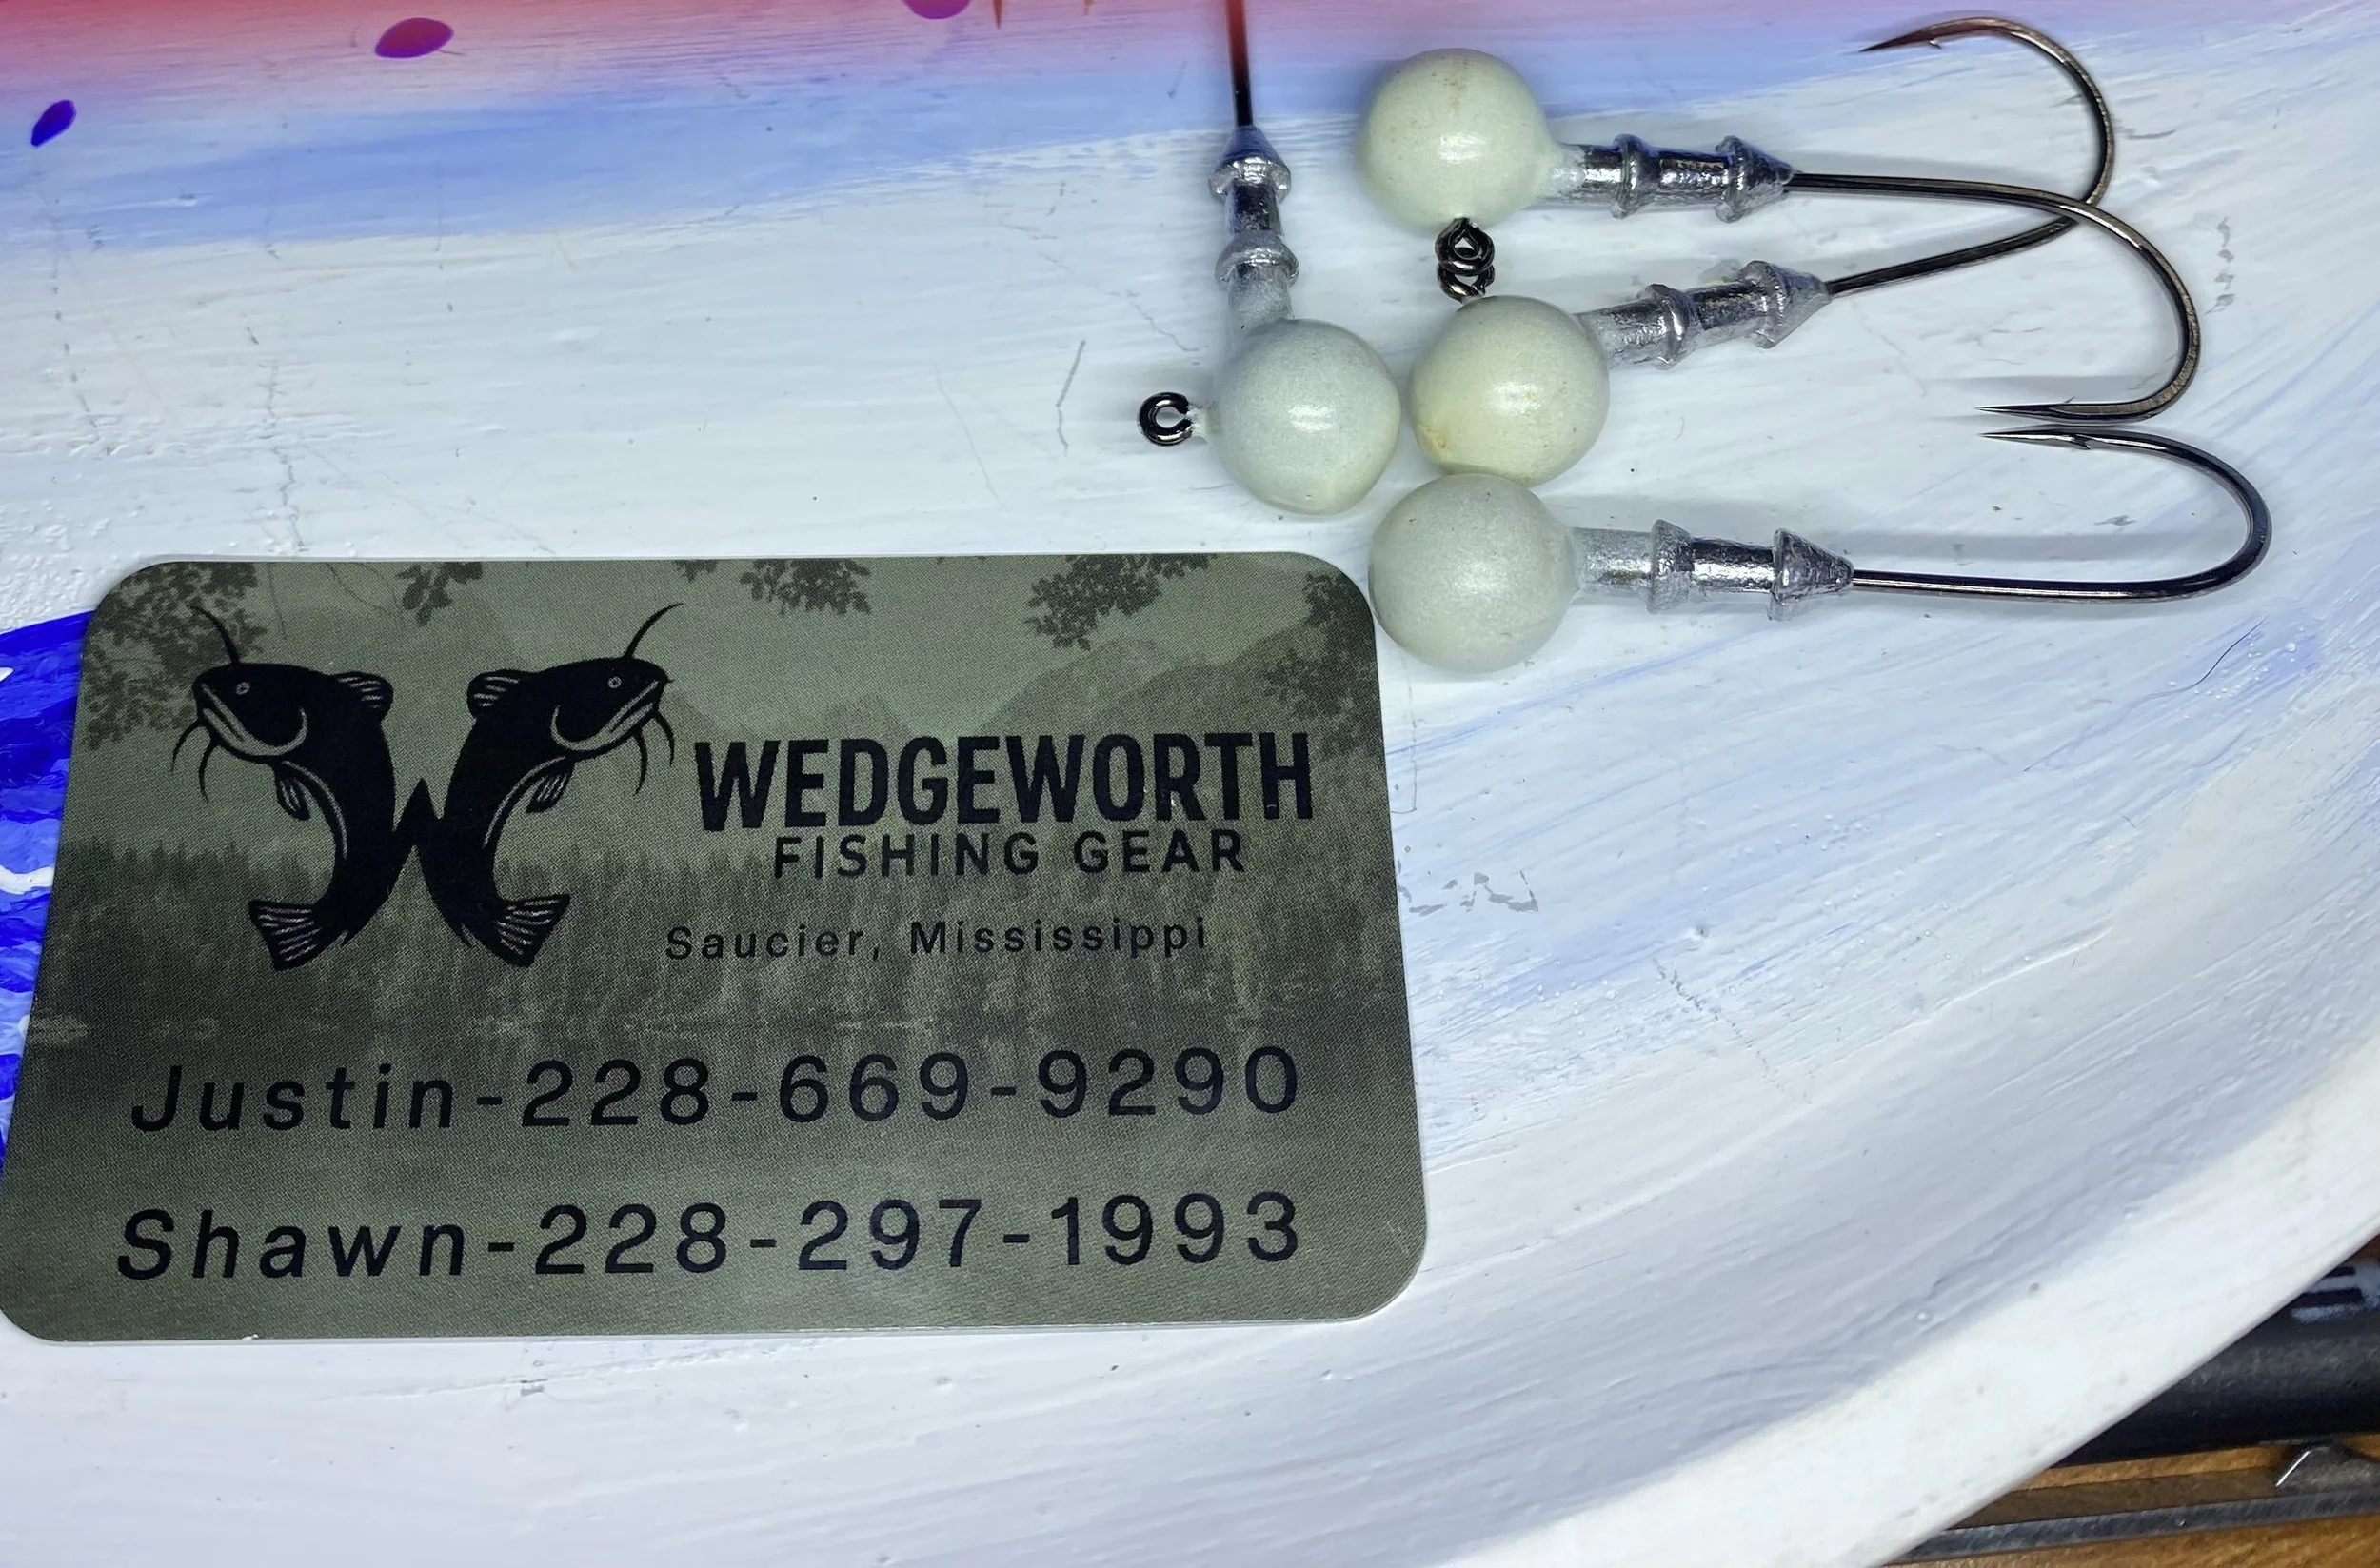 WEDGEWORTH
FISHING GEAR
Saucier, Mississippi
Justin-228-669-9290
Shawn-228-297-1993